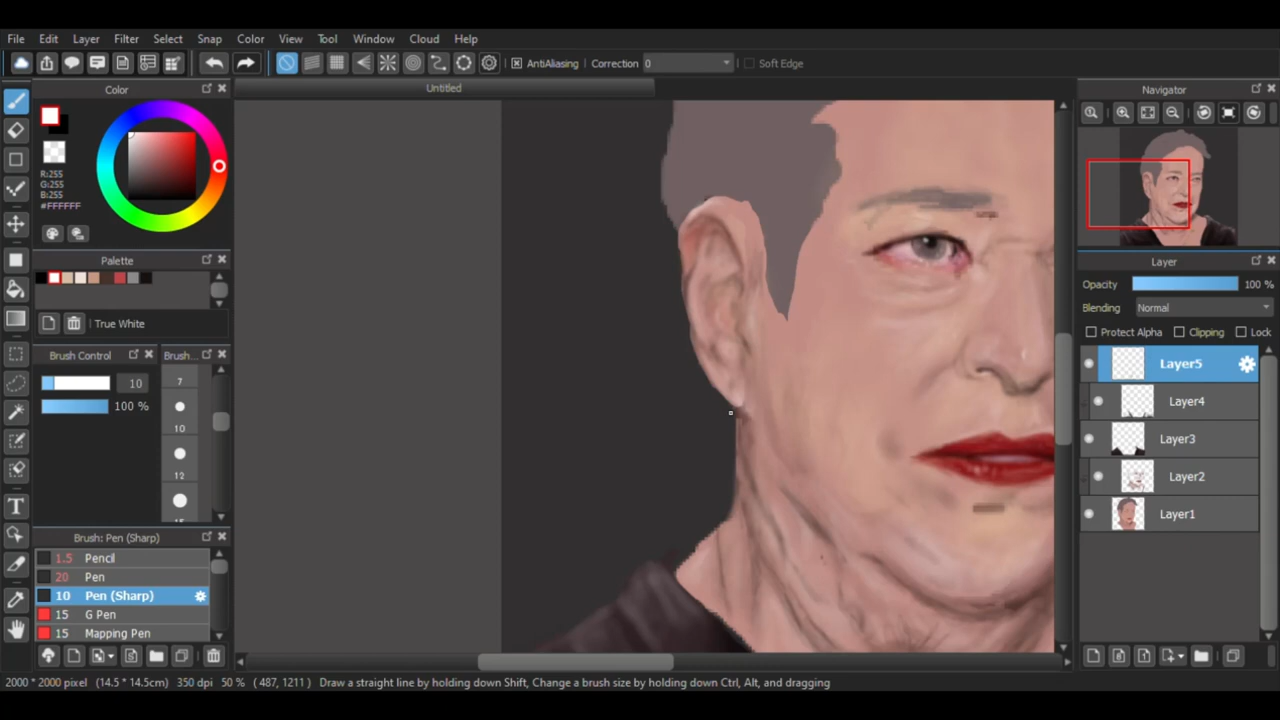 File Edit Layer Filter Select Snap Color View Tool Window Cloud Help
AntiAliasing Correction 0 Soft Edge
Color
Untitled
Navigator
R:255
G:255
B:255
#FFFFFF
Palette
True White
Layer
Opacity 100 %
Blending Normal
Protect Alpha Clipping Lock
Layer5
Layer4
Layer3
Layer2
Layer1
Brush Control Brush...
10
100 %
7
10
12
Brush: Pen (Sharp)
1.5 Pencil
20 Pen
10 Pen (Sharp)
15 G Pen
15 Mapping Pen
2000 * 2000 pixel (14.5 * 14.5cm) 350 dpi 50 % ( 487, 1211 ) Draw a straight line by holding down Shift, Change a brush size by holding down Ctrl, Alt, and dragging